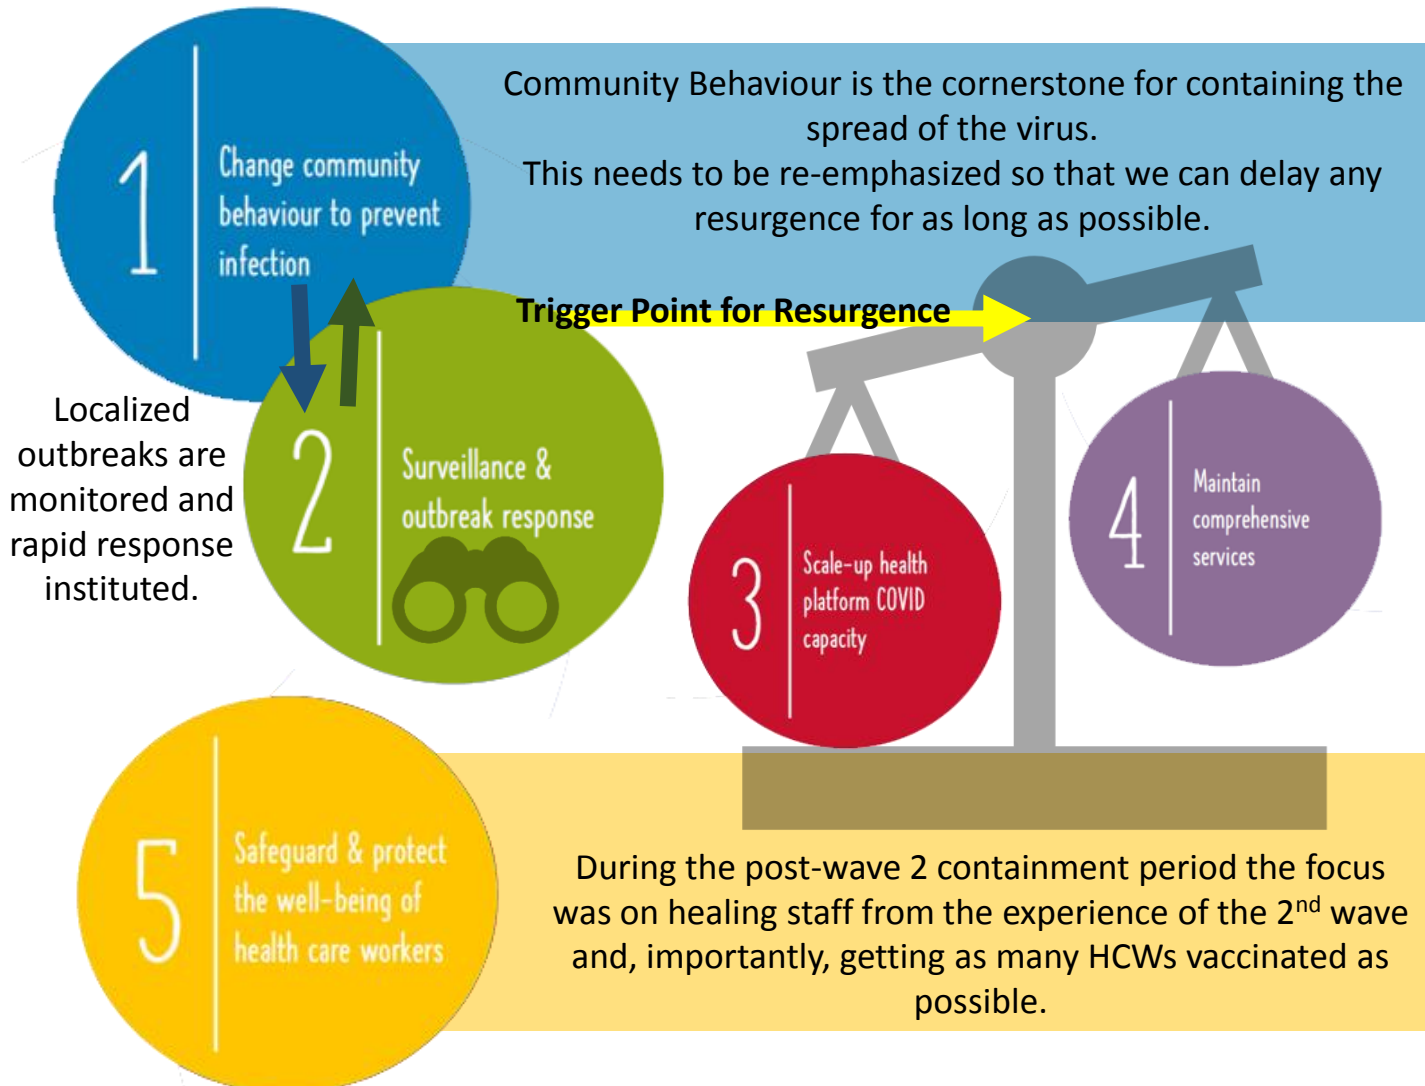 1
Change community
behaviour to prevent
infection
Community Behaviour is the cornerstone for containing the
spread of the virus.
This needs to be re-emphasized so that we can delay any
resurgence for as long as possible.
Trigger Point for Resurgence
Localized
outbreaks are
monitored and
rapid response
instituted.
2
Surveillance &
outbreak response
3
Scale-up health
platform COVID
capacity
4
Maintain
comprehensive
services
5
Safeguard & protect
the well-being of
health care workers
During the post-wave 2 containment period the focus
was on healing staff from the experience of the 2nd wave
and, importantly, getting as many HCWs vaccinated as
possible.